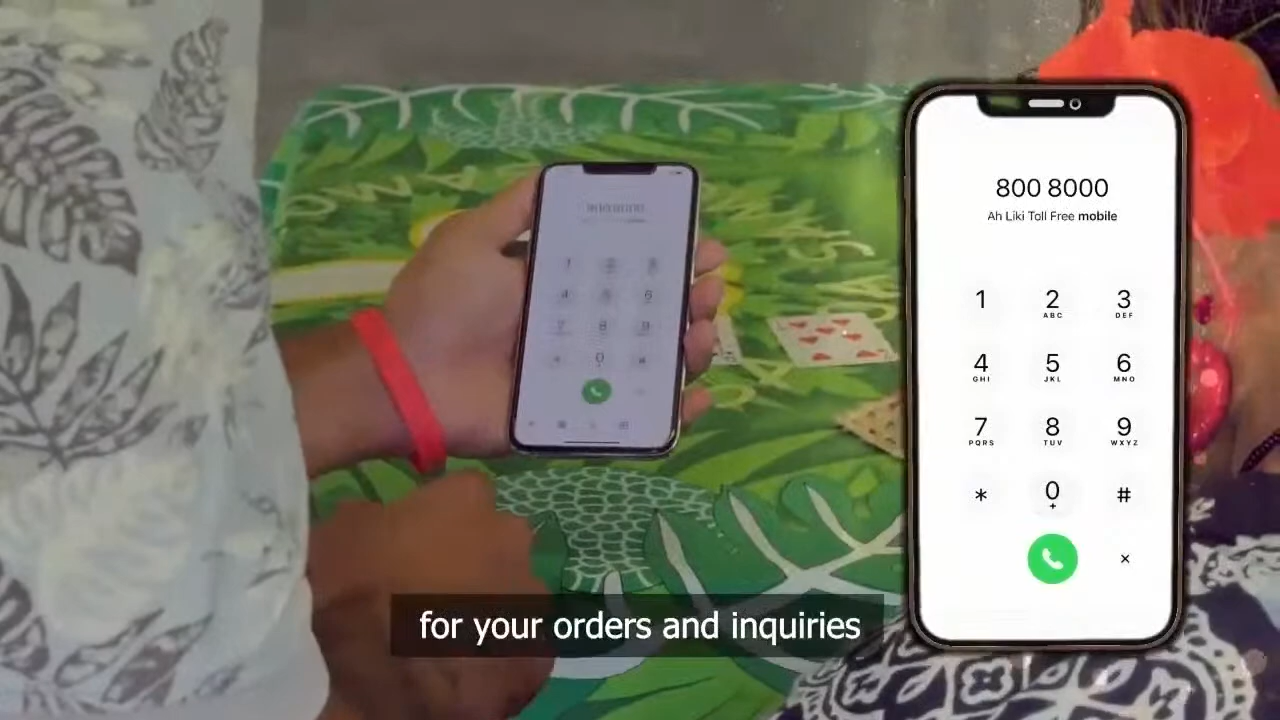 800 8000
Ah Liki Toll Free mobile
1
2
3
ABC
DEF
4
5
6
GHI
JKL
MNO
7
8
9
PQRS
TUV
WXYZ
*
0
#
+
×
for your orders and inquiries